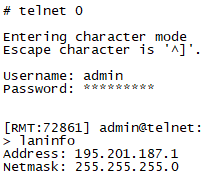 # telnet 0
Entering character mode
Escape character is '^]'.
Username: admin
Password: *********
[RMT:72861] admin@telnet:
> laninfo
Address: 195.201.187.1
Netmask: 255.255.255.0